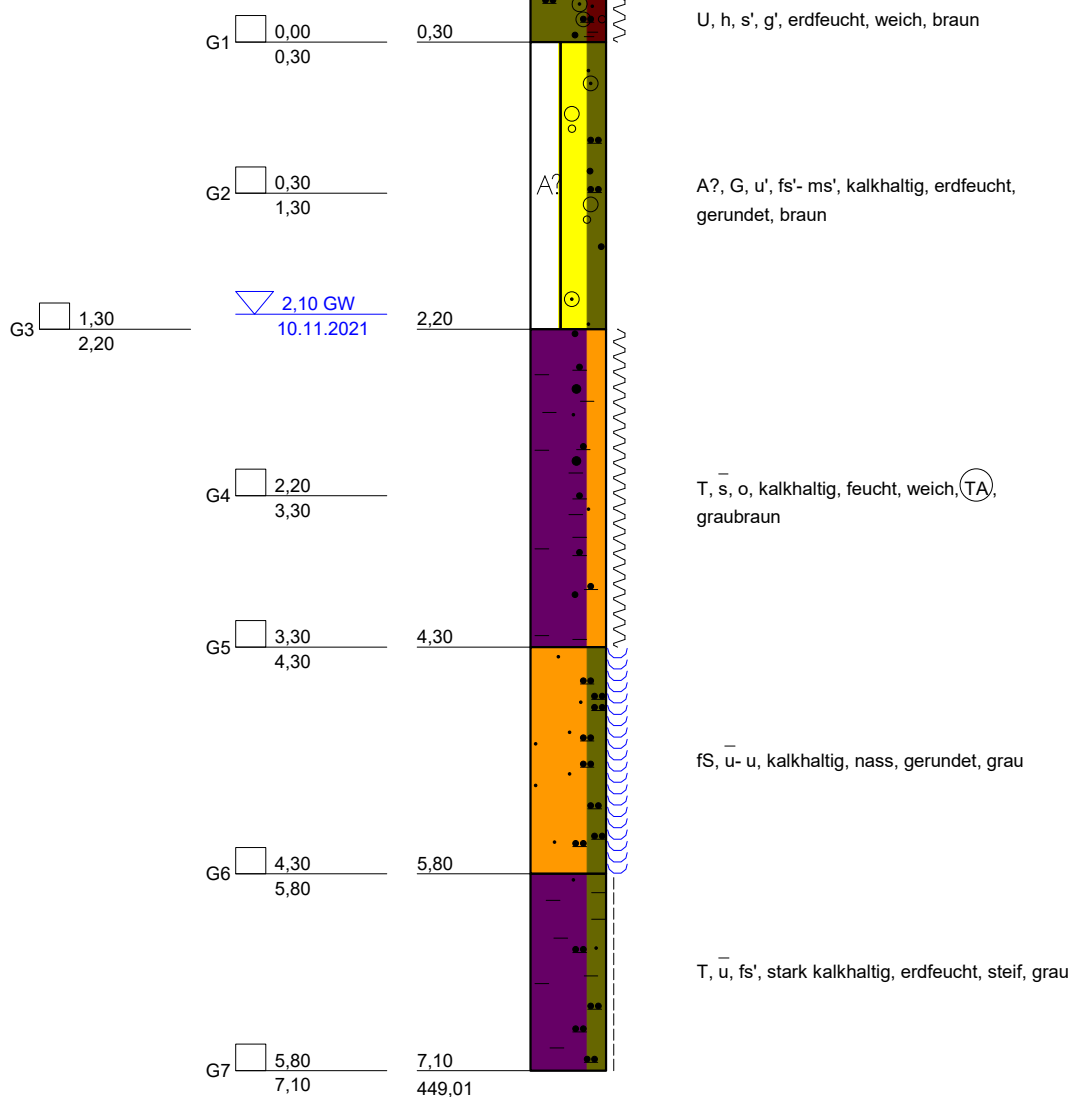 U, h, s', g', erdfeucht, weich, braun
0,00
0,30
G1
0,30
A?
0,30
G2
1,30
A?, G, u', fs'- ms', kalkhaltig, erdfeucht,
gerundet, braun
1,30
G3
2,20
2,10 GW
10.11.2021
2,20
2,20
G4
3,30
T, s̅, o, kalkhaltig, feucht, weich, TA,
graubraun
3,30
G5
4,30
4,30
fS, u̅- u, kalkhaltig, nass, gerundet, grau
4,30
G6
5,80
5,80
T, u̅, fs', stark kalkhaltig, erdfeucht, steif, grau
5,80
G7
7,10
7,10
449,01